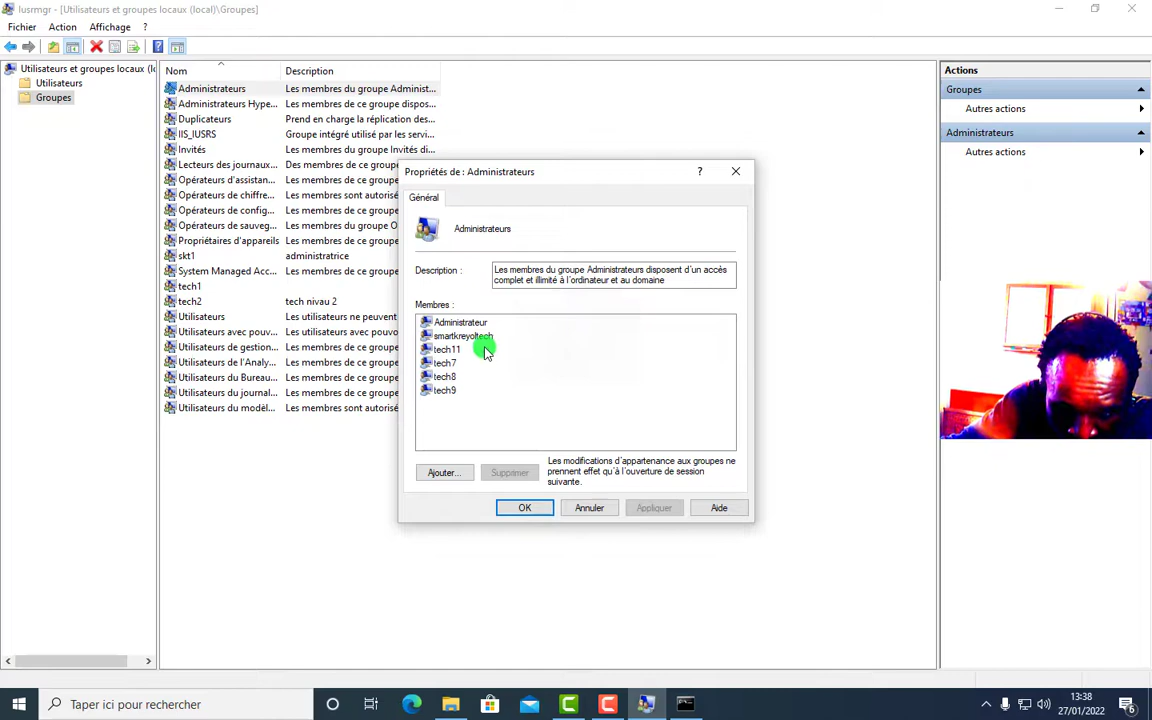 lusrmgr - [Utilisateurs et groupes locaux (local)\Groupes]
Fichier Action Affichage ?
Utilisateurs et groupes locaux (lo
Utilisateurs
Groupes
Nom Description
Administrateurs Les membres du groupe Administ...
Administrateurs Hype... Les membres de ce groupe dispos...
Duplicateurs Prend en charge la réplication des...
IIS_IUSRS Groupe intégré utilisé par les servi...
Invités Les membres du groupe Invités di...
Lecteurs des journaux... Des membres de ce groupe
Opérateurs d'assistan... Les membres de ce groupe
Opérateurs de chiffre... Les membres sont autorisé
Opérateurs de config... Les membres de ce groupe
Opérateurs de sauveg... Les membres du groupe O
Propriétaires d'appareils Les membres de ce groupe
skt1 administratrice
System Managed Acc... Les membres de ce groupe
tech1
tech2 tech nivau 2
Utilisateurs Les utilisateurs ne peuvent
Utilisateurs avec pouv... Les utilisateurs avec pouvo
Utilisateurs de gestion... Les membres de ce groupe
Utilisateurs de l'Analy... Les membres de ce groupe
Utilisateurs du Bureau... Les membres de ce groupe
Utilisateurs du journal... Les membres de ce groupe
Utilisateurs du modèl... Les membres sont autorisé
Propriétés de : Administrateurs ?
Général
Administrateurs
Description : Les membres du groupe Administrateurs disposent d'un accès
complet et illimité à l'ordinateur et au domaine
Membres :
Administrateur
smartkreyoltech
tech11
tech7
tech8
tech9
Ajouter... Supprimer
Les modifications d'appartenance aux groupes ne
prennent effet qu'à l'ouverture de session
suivante.
OK Annuler Appliquer Aide
Actions
Groupes
Autres actions
Administrateurs
Autres actions
Taper ici pour rechercher
13:38
27/01/2022
6